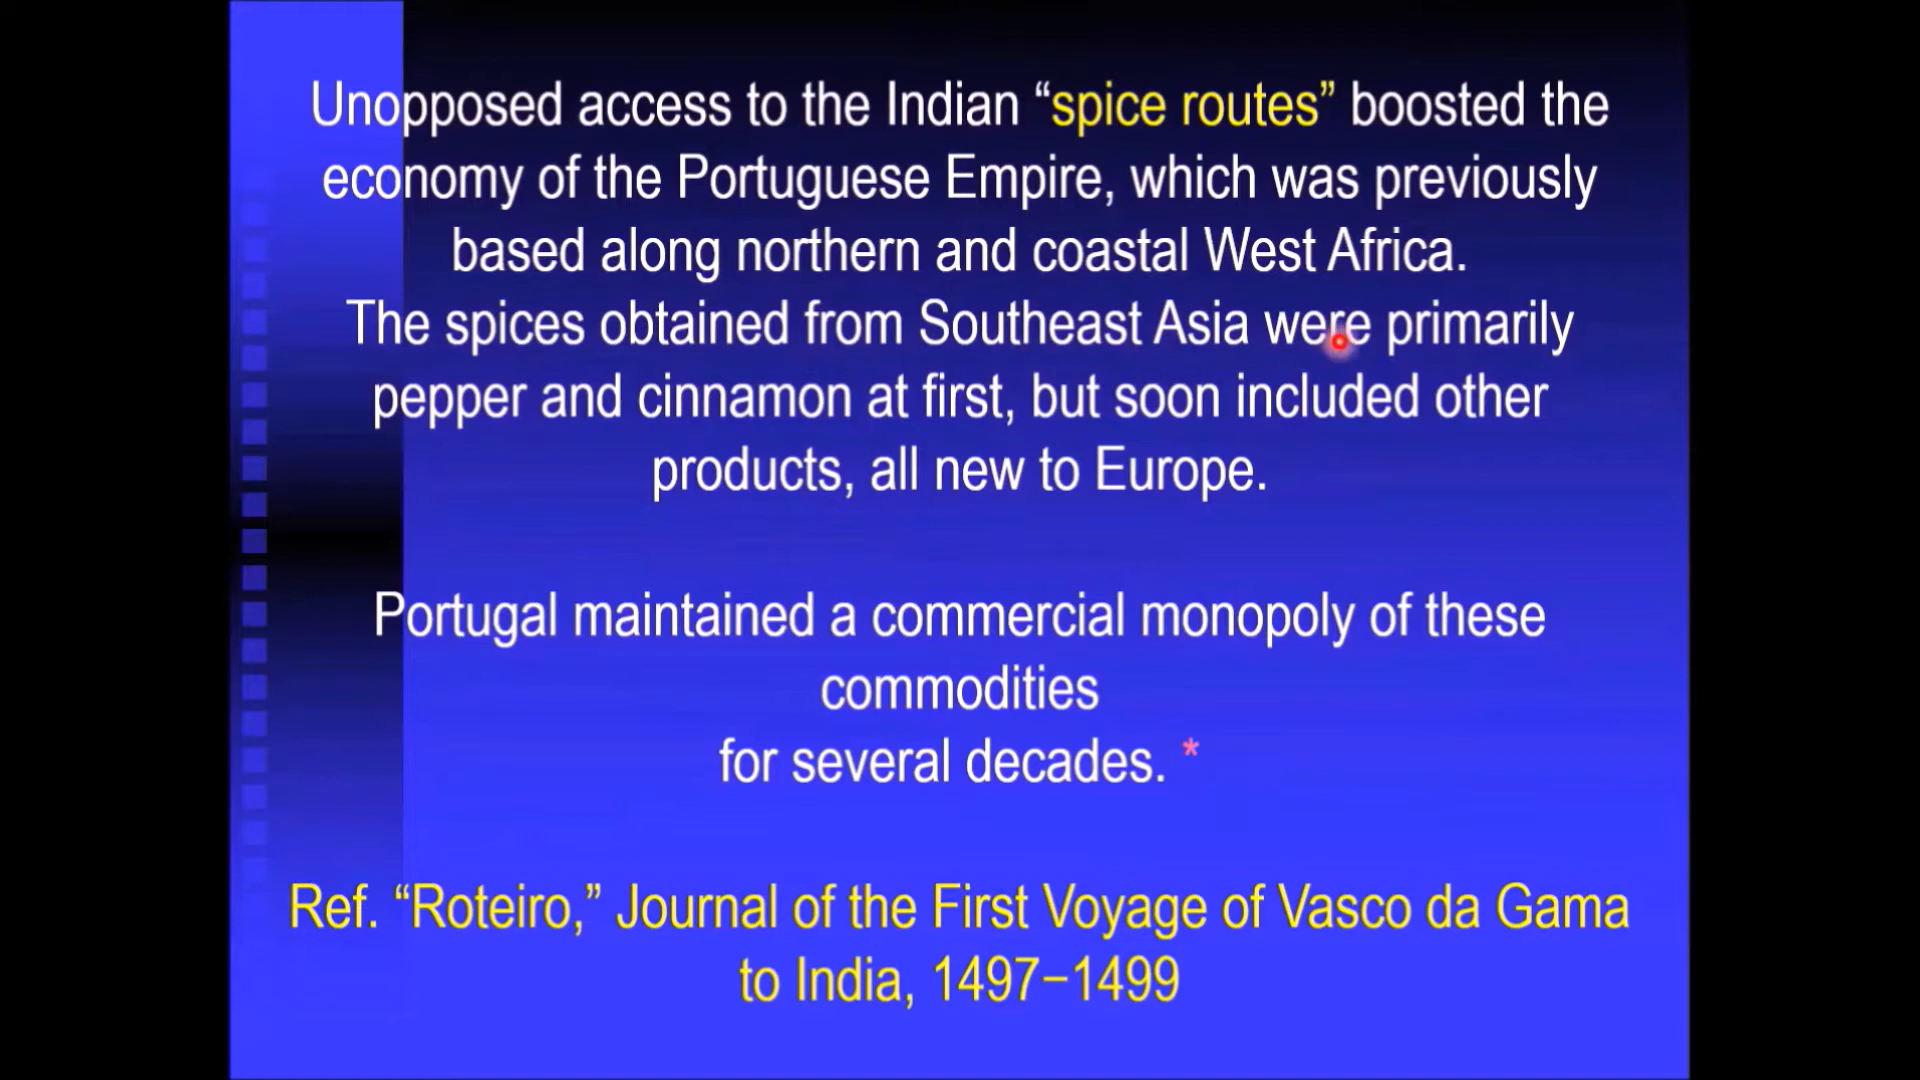 Unopposed access to the Indian “spice routes” boosted the
economy of the Portuguese Empire, which was previously
based along northern and coastal West Africa.
The spices obtained from Southeast Asia were primarily
pepper and cinnamon at first, but soon included other
products, all new to Europe.
Portugal maintained a commercial monopoly of these
commodities
for several decades. *
Ref. “Roteiro,” Journal of the First Voyage of Vasco da Gama
to India, 1497–1499